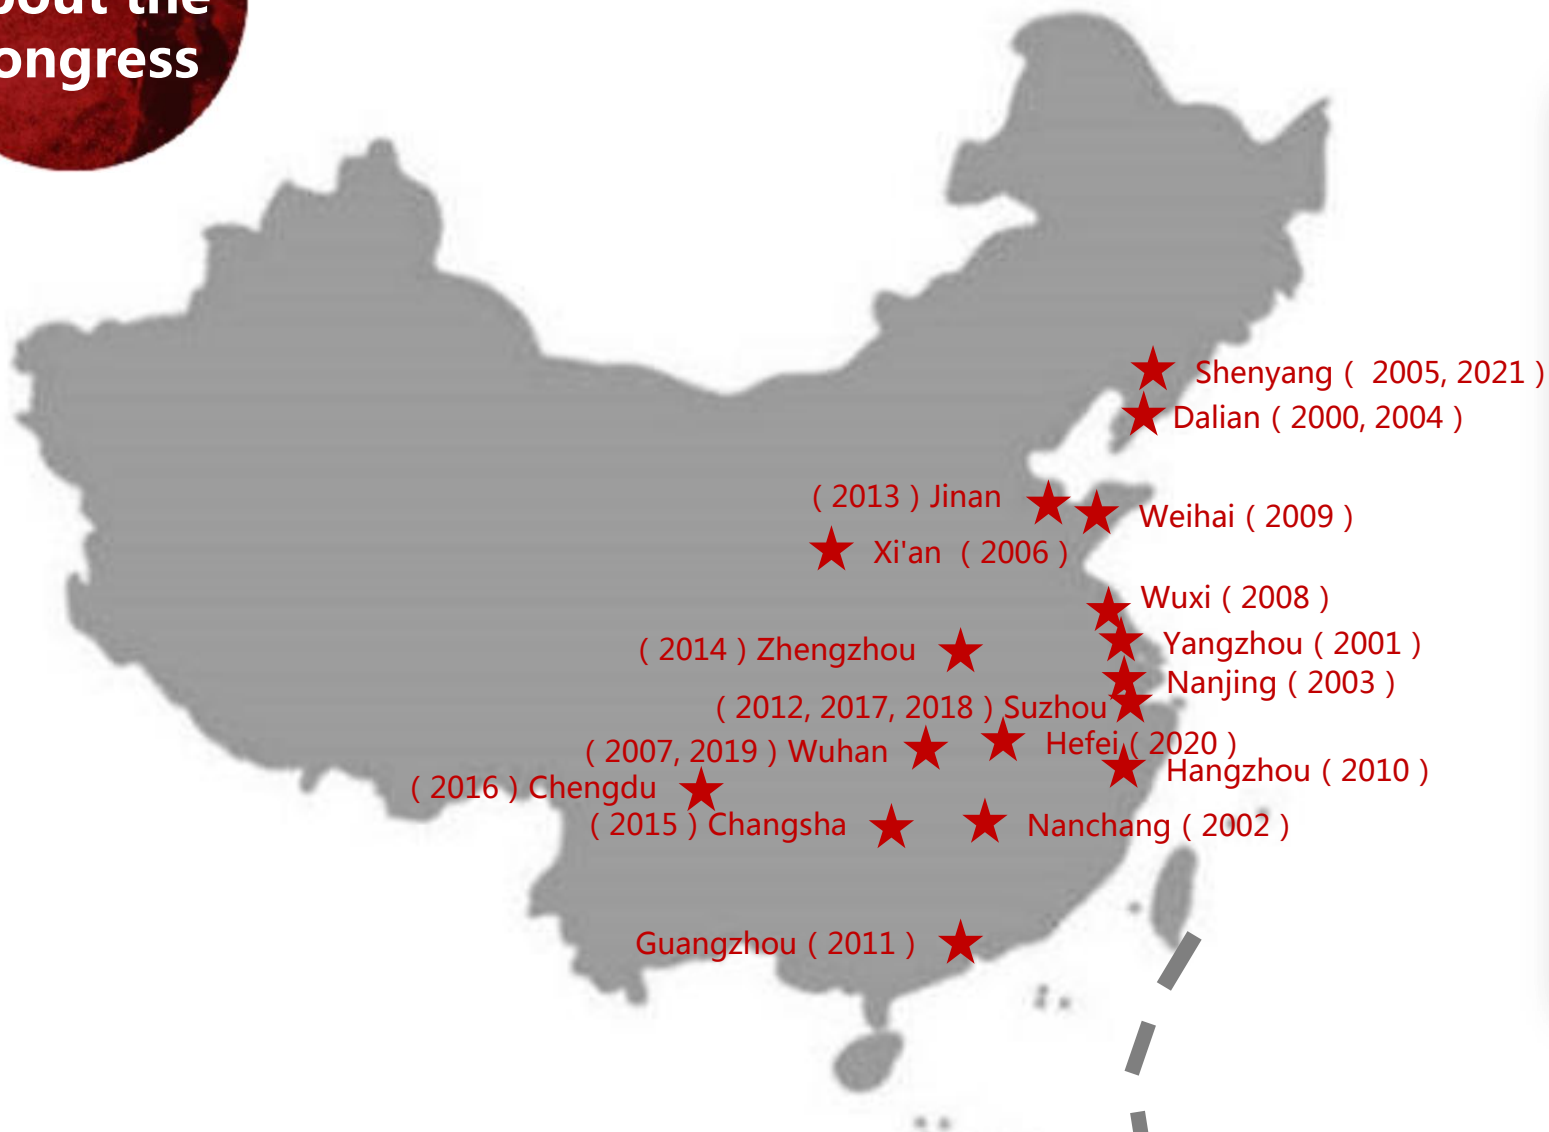 the
ongress
Shenyang ( 2005, 2021 )
Dalian ( 2000, 2004 )
( 2013 ) Jinan
Weihai ( 2009 )
Xi'an ( 2006 )
Wuxi ( 2008 )
Yangzhou ( 2001 )
( 2014 ) Zhengzhou
Nanjing ( 2003 )
( 2012, 2017, 2018 ) Suzhou
Hefei ( 2020 )
( 2007, 2019 ) Wuhan
Hangzhou ( 2010 )
( 2016 ) Chengdu
( 2015 ) Changsha
Nanchang ( 2002 )
Guangzhou ( 2011 )